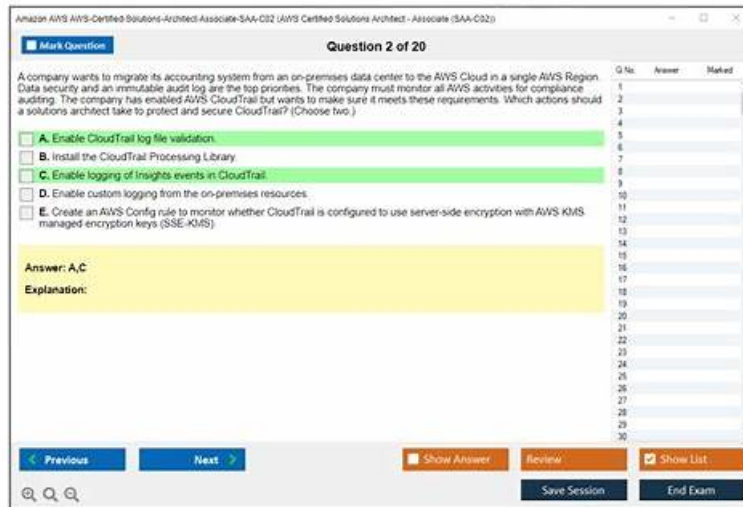 Amazon AWS AWS-Certified-Solutions-Architect-Associate-SAA-C02 (AWS Certified Solutions Architect - Associate (SAA-C02))
Mark Question
Question 2 of 20
A company wants to migrate its accounting system from an on-premises data center to the AWS Cloud in a single AWS Region.
Data security and an immutable audit log are the top priorities. The company must monitor all AWS activities for compliance
auditing. The company has enabled AWS CloudTrail but wants to make sure it meets these requirements. Which actions should
a solutions architect take to protect and secure CloudTrail? (Choose two.)
A. Enable CloudTrail log file validation.
B. Install the CloudTrail Processing Library.
C. Enable logging of Insights events in CloudTrail.
D. Enable custom logging from the on-premises resources.
E. Create an AWS Config rule to monitor whether CloudTrail is configured to use server-side encryption with AWS KMS
managed encryption keys (SSE-KMS).
Answer: A,C
Explanation:
Q No. Answer Marked
1
2
3
4
5
6
7
8
9
10
11
12
13
14
15
16
17
18
19
20
21
22
23
24
25
26
27
28
29
30
Previous
Next
Show Answer
Review
Show List
Save Session
End Exam